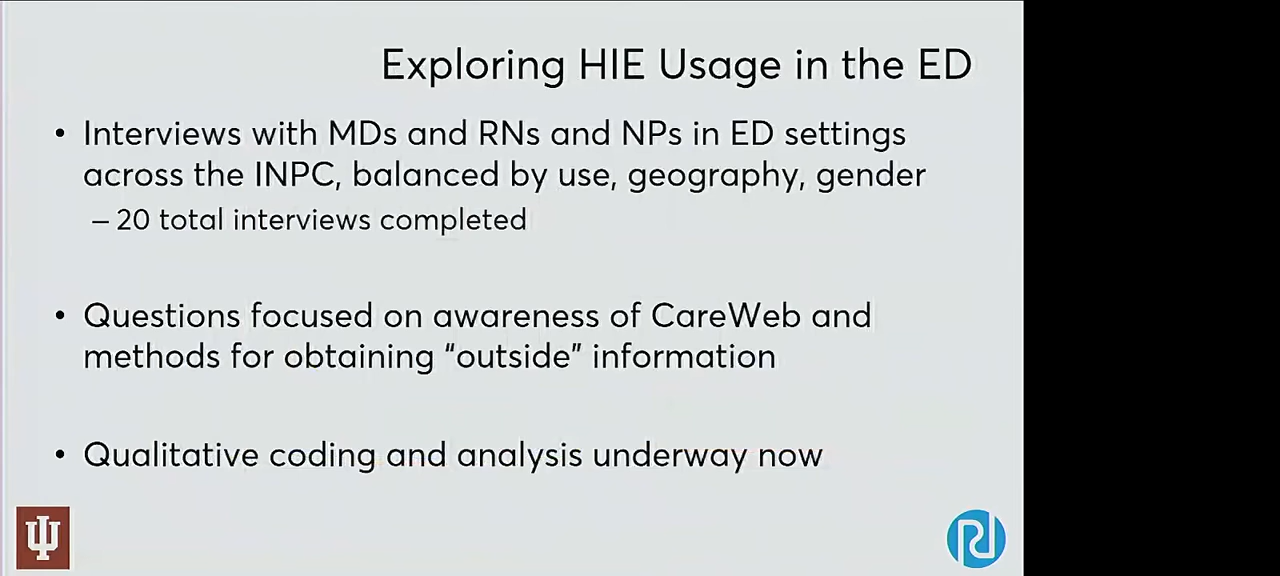 Exploring HIE Usage in the ED
• Interviews with MDs and RNs and NPs in ED settings
across the INPC, balanced by use, geography, gender
– 20 total interviews completed
• Questions focused on awareness of CareWeb and
methods for obtaining “outside” information
• Qualitative coding and analysis underway now